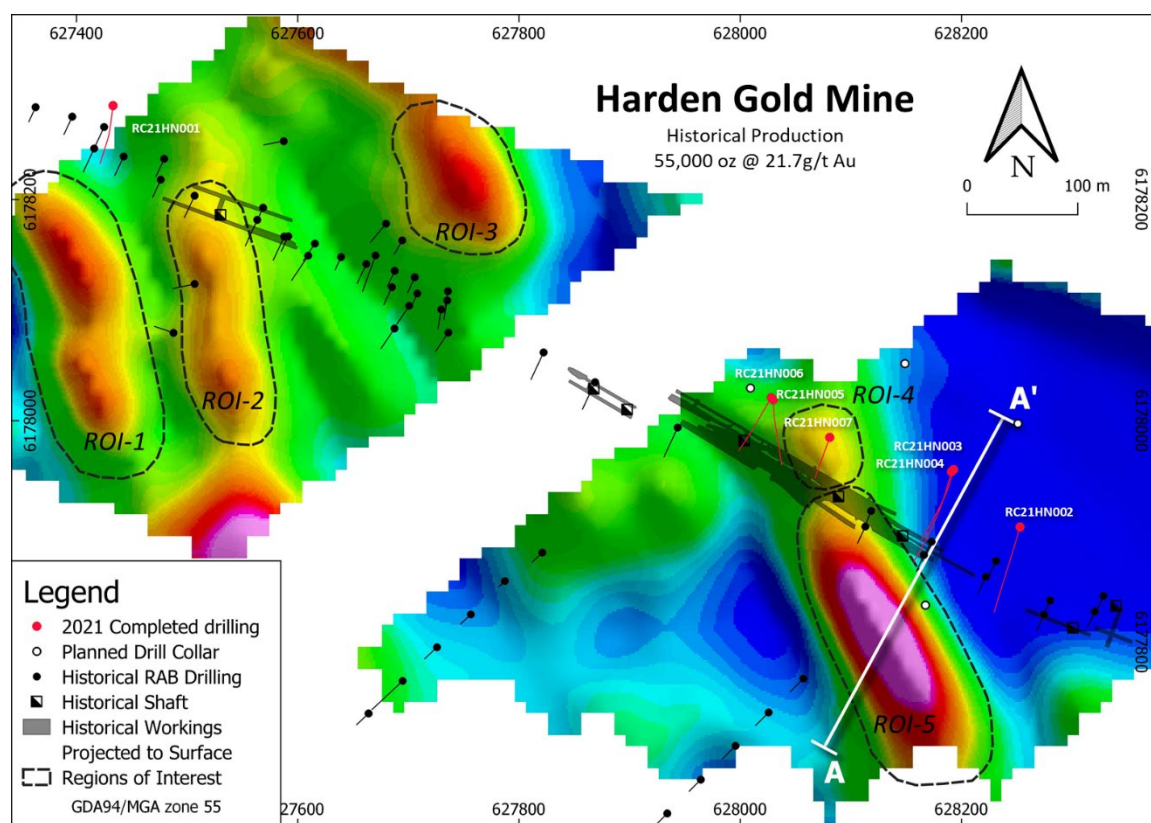 627400
627600
627800
628000
628200
Harden Gold Mine
Historical Production
55,000 oz @ 21.7g/t Au
N
0
100 m
6178200
6178200
RC21HN001
ROI-3
ROI-2
ROI-1
6178000
6178000
RC21HN006
RC21HN005
ROI-4
RC21HN007
A'
RC21HN003
RC21HN004
RC21HN002
6177800
ROI-5
A
Legend
2021 Completed drilling
Planned Drill Collar
Historical RAB Drilling
Historical Shaft
Historical Workings
Projected to Surface
Regions of Interest
GDA94/MGA zone 55
627600
627800
628000
628200